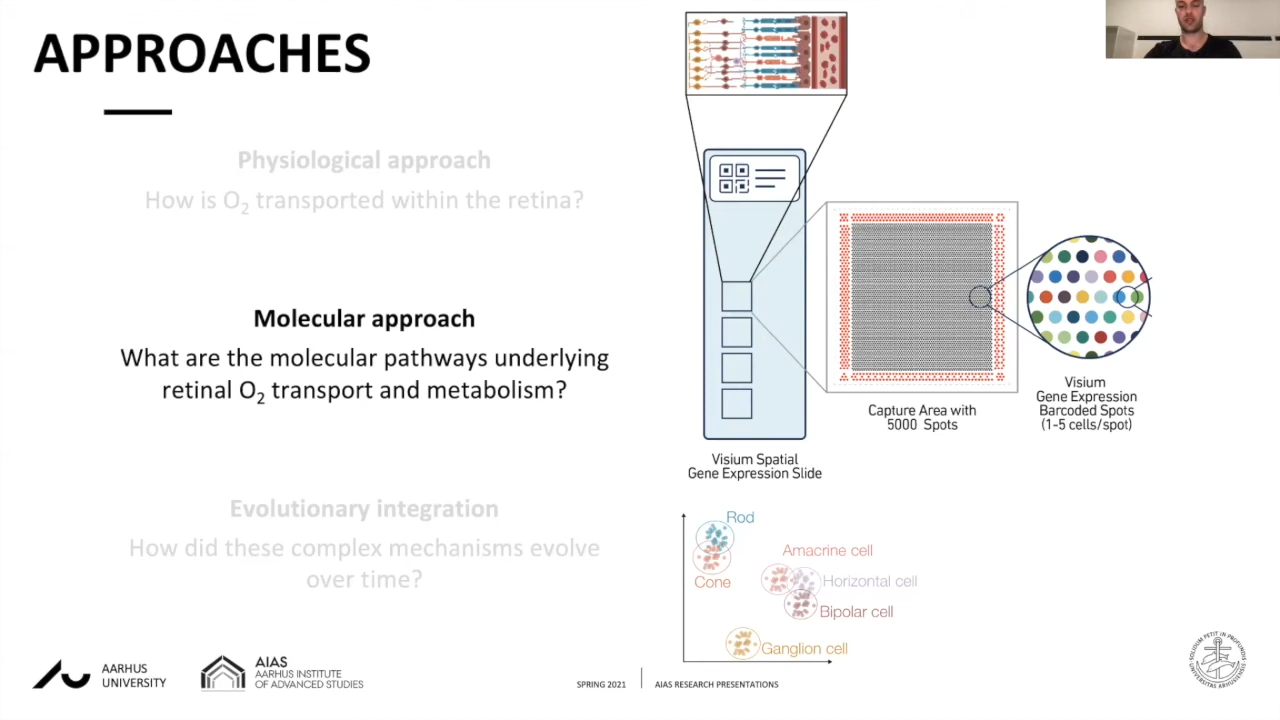 APPROACHES
Physiological approach
How is O₂ transported within the retina?
Molecular approach
What are the molecular pathways underlying
retinal O₂ transport and metabolism?
Evolutionary integration
How did these complex mechanisms evolve
over time?
Visium Spatial
Gene Expression Slide
Capture Area with
5000 Spots
Visium
Gene Expression
Barcoded Spots
(1-5 cells/spot)
Rod
Cone
Amacrine cell
Horizontal cell
Bipolar cell
Ganglion cell
AARHUS
UNIVERSITY
AIAS
AARHUS INSTITUTE
OF ADVANCED STUDIES
SPRING 2021
AIAS RESEARCH PRESENTATIONS